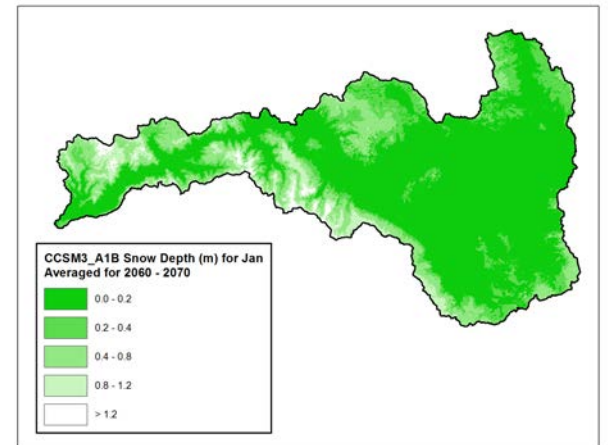 CCSM3_A1B Snow Depth (m) for Jan
Averaged for 2060 - 2070
0.0 - 0.2
0.2 - 0.4
0.4 - 0.8
0.8 - 1.2
> 1.2